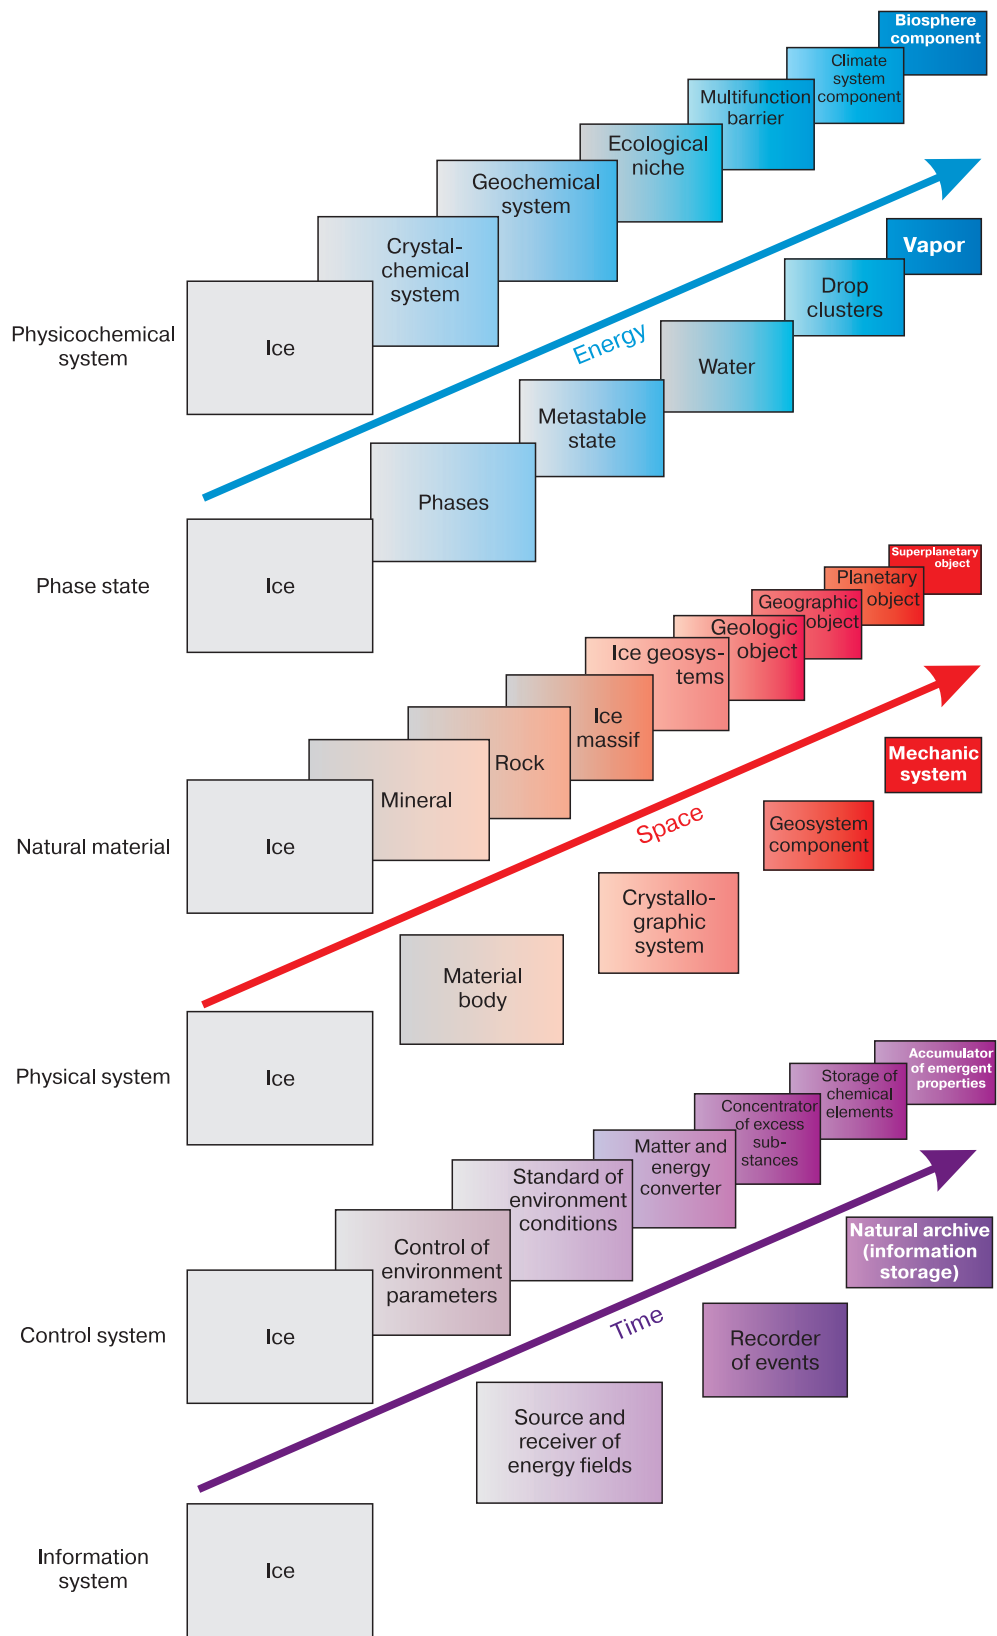 Biosphere
component
Climate
system
component
Multifunction
barrier
Ecological
niche
Geochemical
system
Crystal-
chemical
system
Physicochemical
system
Ice
Energy
Vapor
Drop
clusters
Water
Metastable
state
Phases
Phase state
Ice
Superplanetary
object
Planetary
object
Geographic
object
Geologic
object
Ice geosys-
tems
Ice
massif
Rock
Mineral
Natural material
Ice
Space
Mechanic
system
Geosystem
component
Crystallo-
graphic
system
Material
body
Physical system
Ice
Accumulator
of emergent
properties
Storage of
chemical
elements
Concentrator
of excess
sub-
stances
Matter and
energy
converter
Standard of
environment
conditions
Control of
environment
parameters
Control system
Ice
Time
Natural archive
(information
storage)
Recorder
of events
Source and
receiver of
energy fields
Information
system
Ice